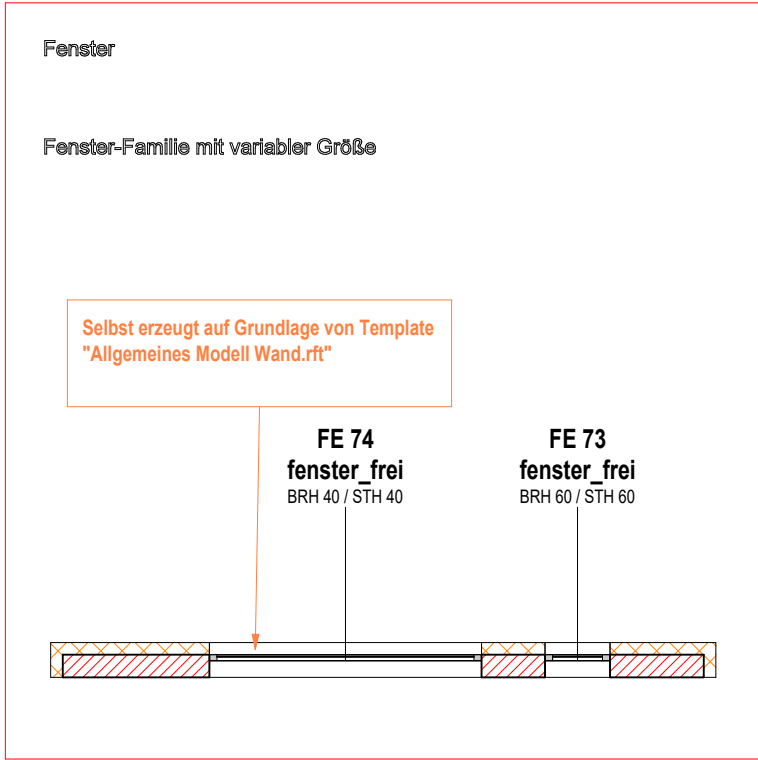 Fenster
Fenster-Familie mit variabler Größe
Selbst erzeugt auf Grundlage von Template
"Allgemeines Modell Wand.rft"
FE 74
fenster_frei
BRH 40 / STH 40
FE 73
fenster_frei
BRH 60 / STH 60